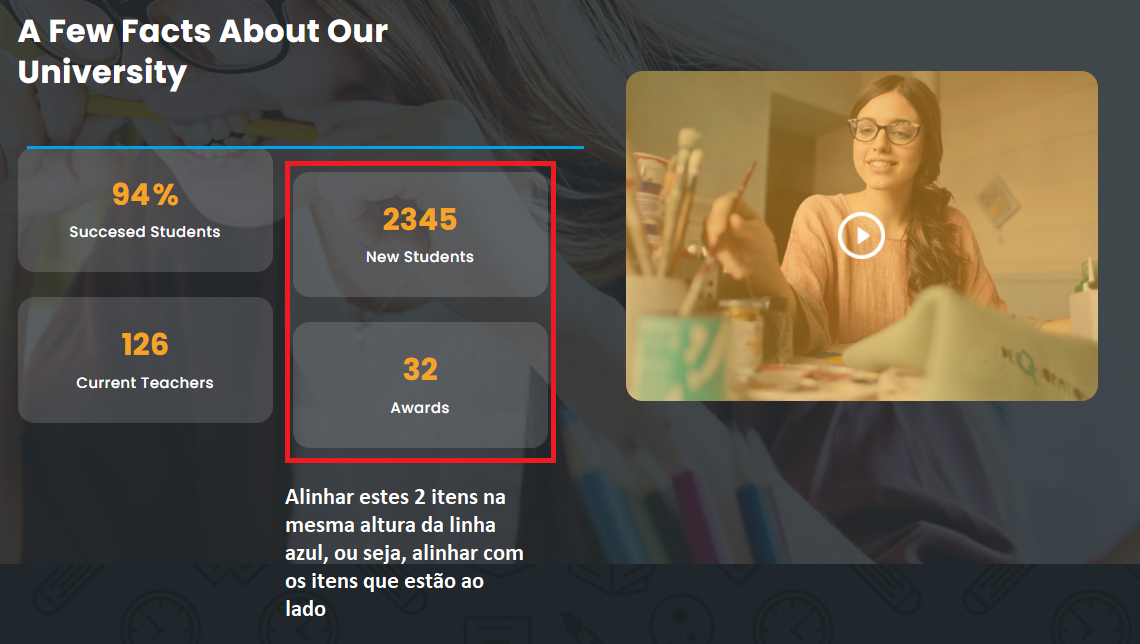 A Few Facts About Our
University
94%
Succesed Students
2345
New Students
126
Current Teachers
32
Awards
Alinhar estes 2 itens na
mesma altura da linha
azul, ou seja, alinhar com
os itens que estão ao
lado